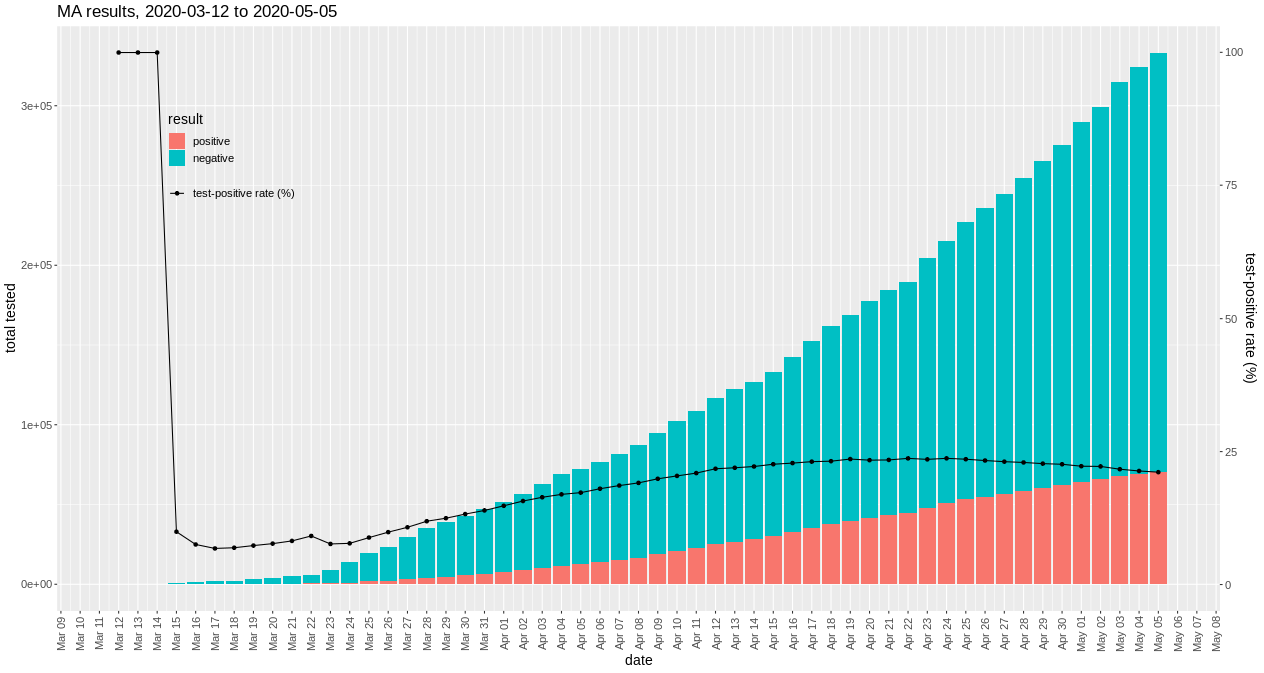 MA results, 2020-03-12 to 2020-05-05
total tested
3e+05
2e+05
1e+05
0e+00
result
positive
negative
test-positive rate (%)
100
75
50
25
0
test-positive rate (%)
Mar 09
Mar 10
Mar 11
Mar 12
Mar 13
Mar 14
Mar 15
Mar 16
Mar 17
Mar 18
Mar 19
Mar 20
Mar 21
Mar 22
Mar 23
Mar 24
Mar 25
Mar 26
Mar 27
Mar 28
Mar 29
Mar 30
Mar 31
Apr 01
Apr 02
Apr 03
Apr 04
Apr 05
Apr 06
Apr 07
Apr 08
Apr 09
Apr 10
Apr 11
Apr 12
Apr 13
Apr 14
Apr 15
Apr 16
Apr 17
Apr 18
Apr 19
Apr 20
Apr 21
Apr 22
Apr 23
Apr 24
Apr 25
Apr 26
Apr 27
Apr 28
Apr 29
Apr 30
May 01
May 02
May 03
May 04
May 05
May 06
May 07
May 08
date